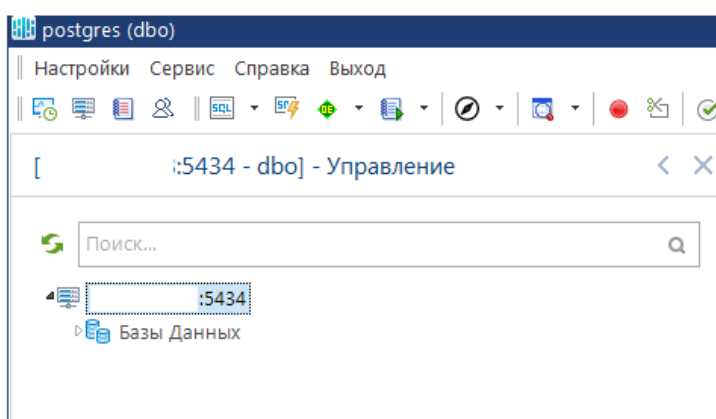 postgres (dbo)
Настройки Сервис Справка Выход
[ :5434 - dbo] - Управление
Поиск...
:5434
Базы Данных